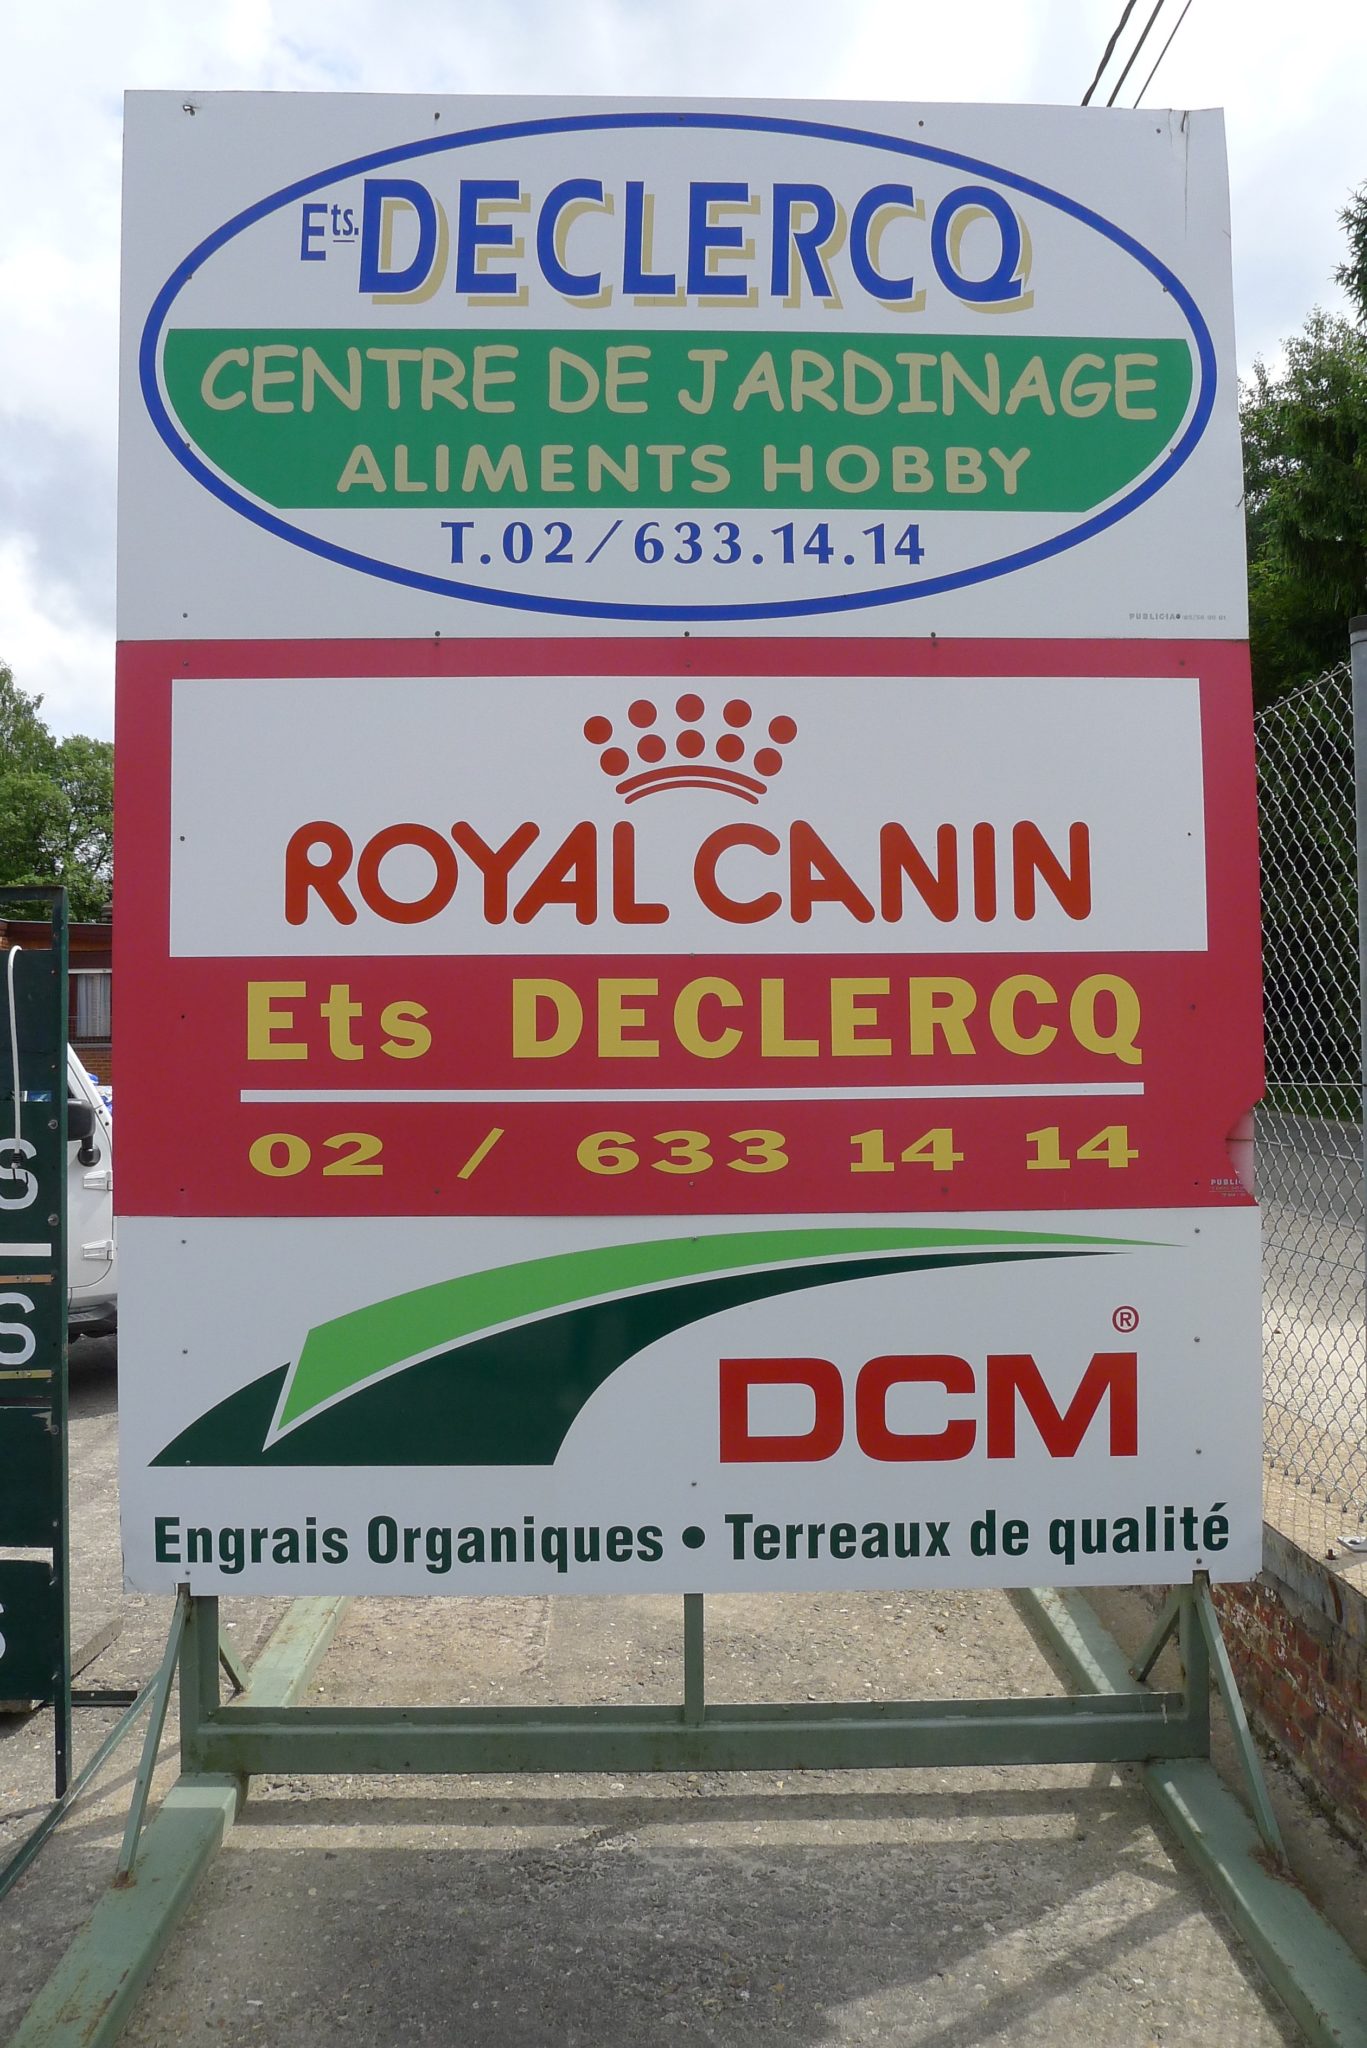 Ets. DECLERCQ
CENTRE DE JARDINAGE
ALIMENTS HOBBY
T.02/633.14.14
PUBLICIA
ROYAL CANIN
Ets DECLERCQ
02 / 633 14 14
®
DCM
Engrais Organiques • Terreaux de qualité
S
S